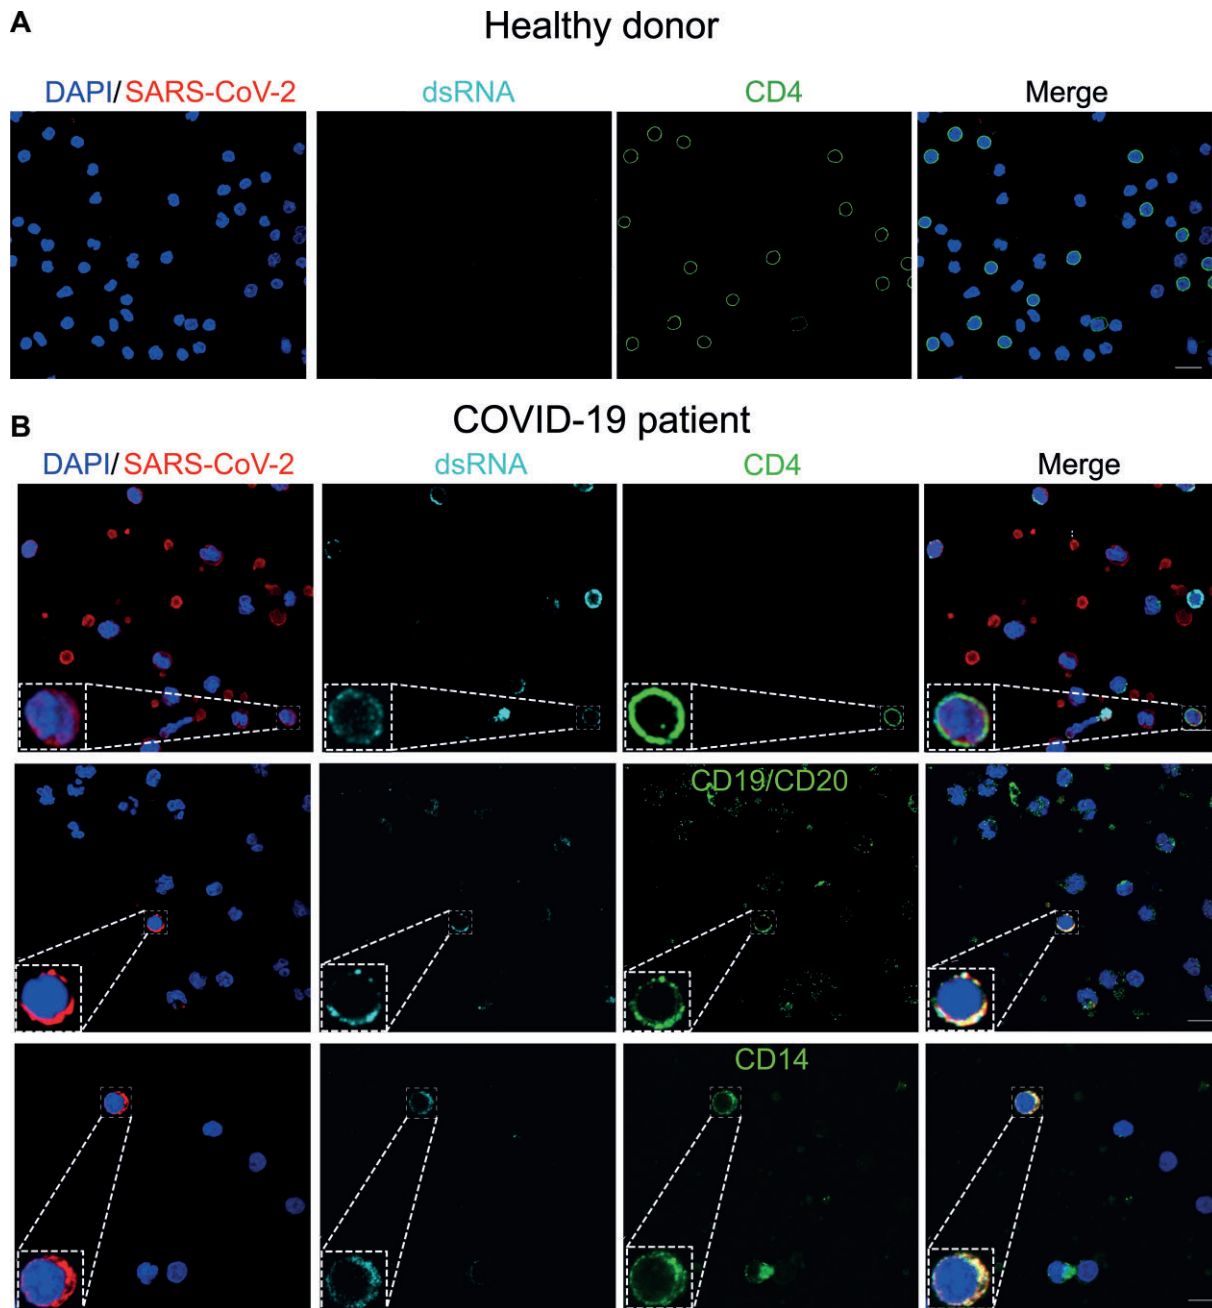 A
Healthy donor
DAPI/SARS-CoV-2 dsRNA CD4 Merge
B
COVID-19 patient
DAPI/SARS-CoV-2 dsRNA CD4 Merge
CD19/CD20
CD14